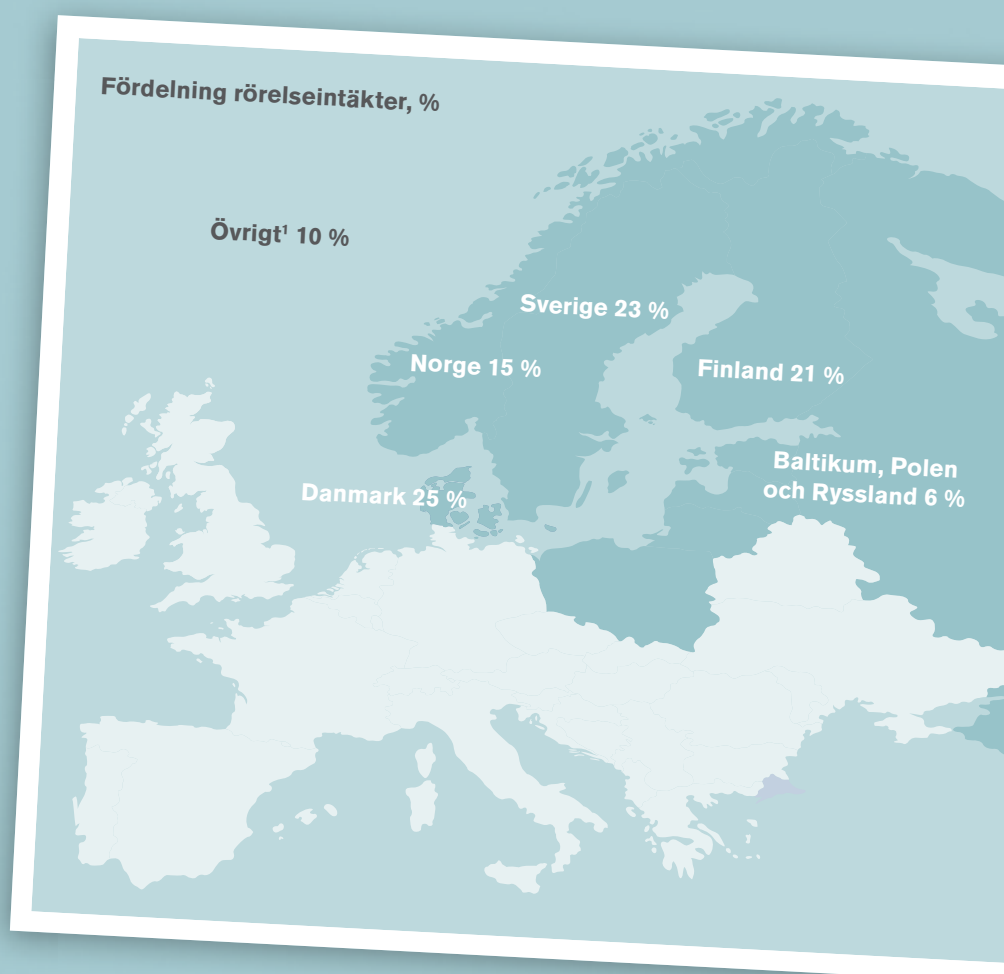 Fördelning rörelseintäkter, %
Övrigt¹ 10 %
Sverige 23 %
Norge 15 %
Finland 21 %
Baltikum, Polen
och Ryssland 6 %
Danmark 25 %